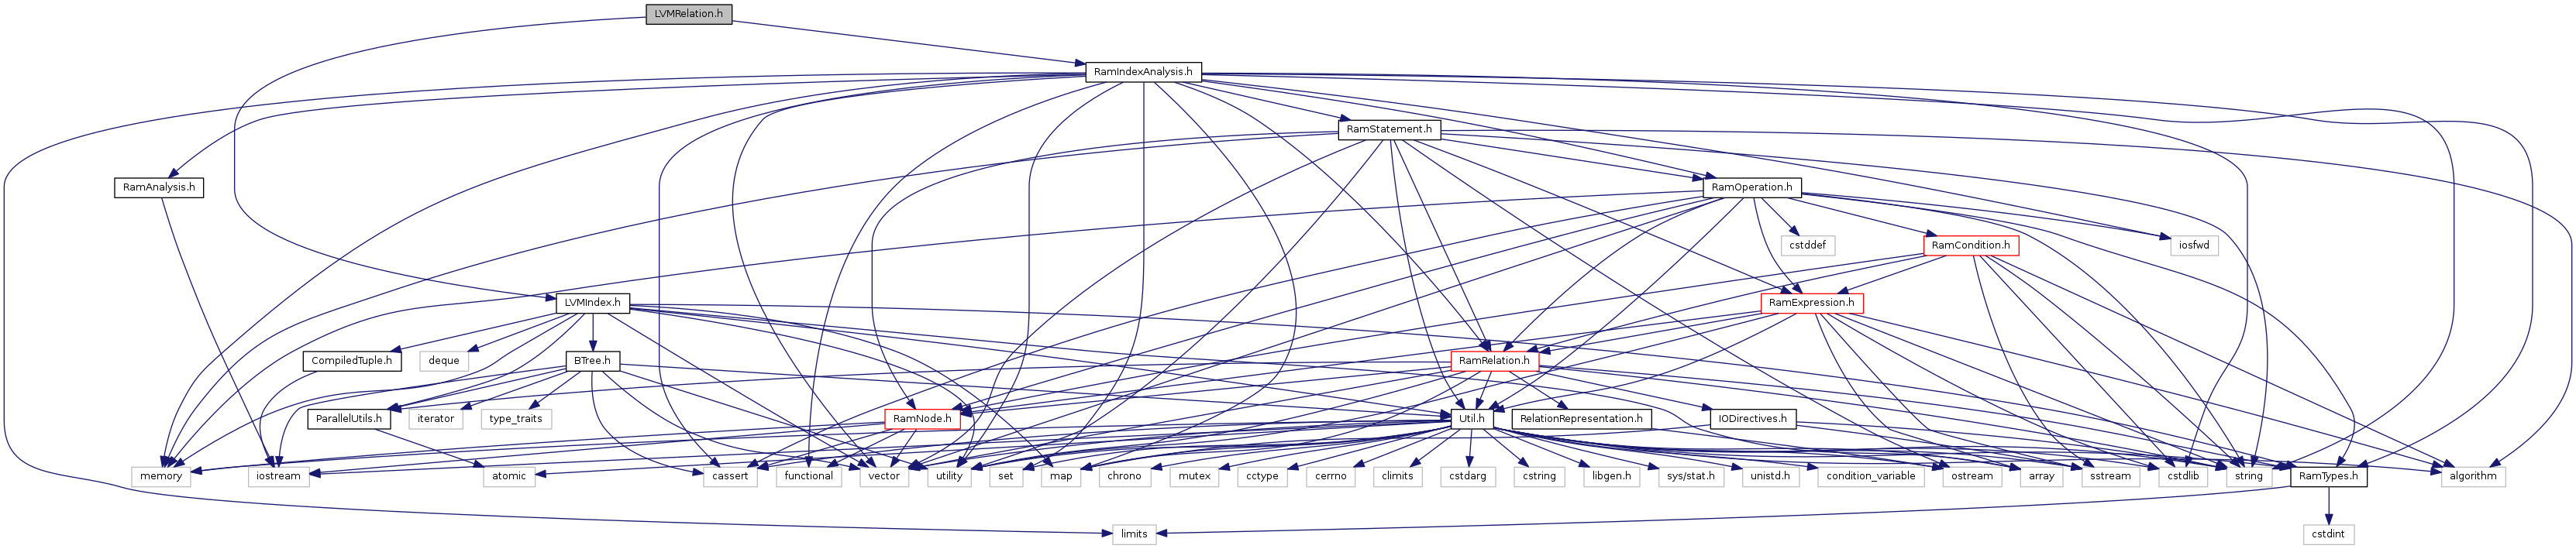 LVMRelation.h
RamIndexAnalysis.h
RamStatement.h
RamAnalysis.h
RamOperation.h
cstddef
RamCondition.h
iosfwd
LVMIndex.h
RamExpression.h
CompiledTuple.h
deque
BTree.h
RamRelation.h
ParallelUtils.h
iterator
type_traits
RamNode.h
Util.h
RelationRepresentation.h
IODirectives.h
memory
iostream
atomic
cassert
functional
vector
utility
set
map
chrono
mutex
cctype
cerrno
climits
cstdarg
cstring
libgen.h
sys/stat.h
unistd.h
condition_variable
ostream
array
sstream
cstdlib
string
RamTypes.h
algorithm
limits
cstdint